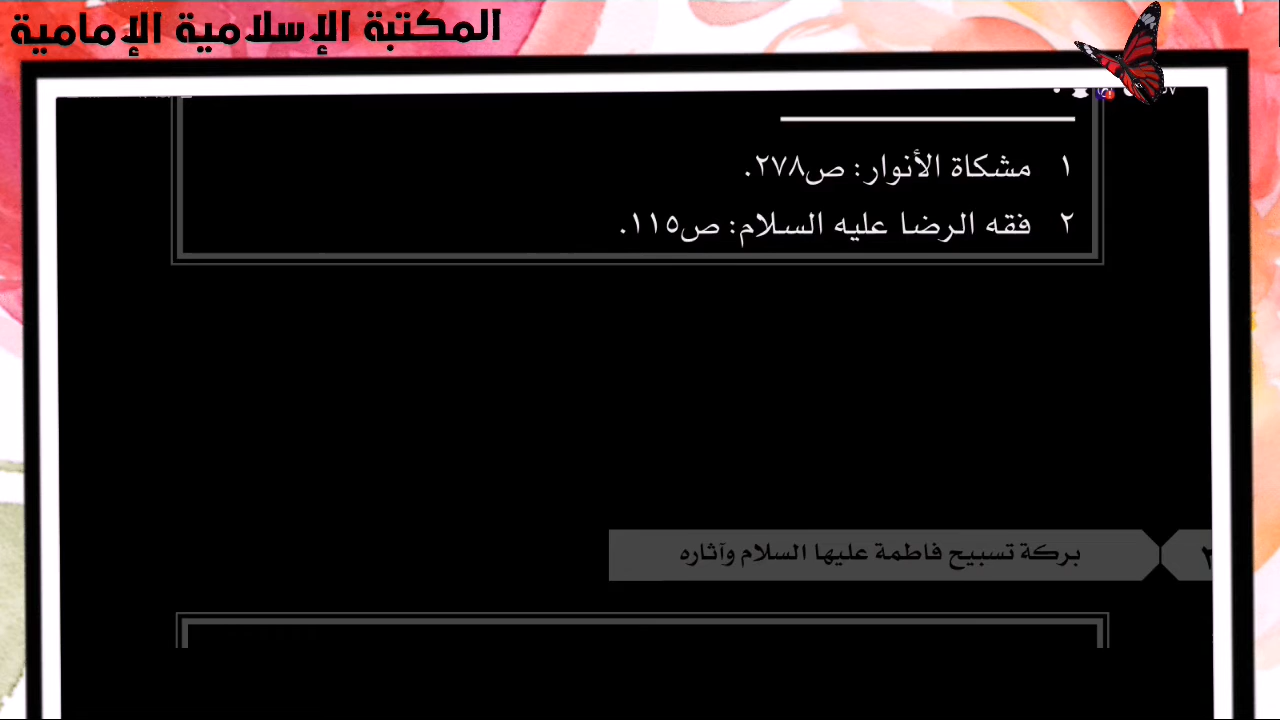 المكتبة الإسلامية الإمامية
١ مشكاة الأنوار: ص٢٧٨.
٢ فقه الرضا عليه السلام: ص١١٥.
بركة تسبيح فاطمة عليها السلام وآثاره